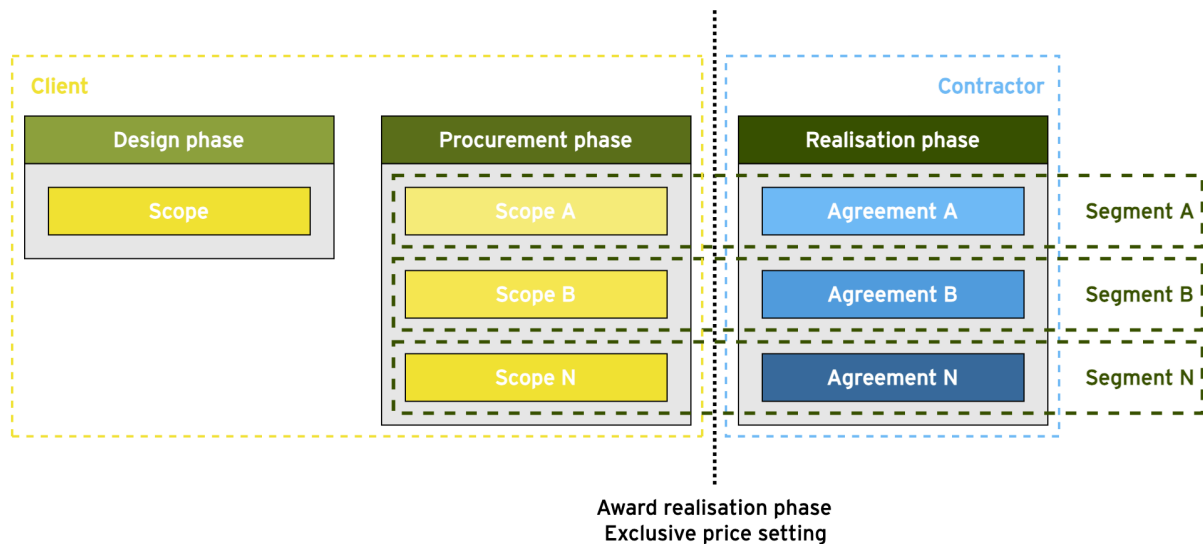 Client
Contractor
Design phase
Procurement phase
Realisation phase
Scope
Scope A
Agreement A
Segment A
Scope B
Agreement B
Segment B
Scope N
Agreement N
Segment N
Award realisation phase
Exclusive price setting